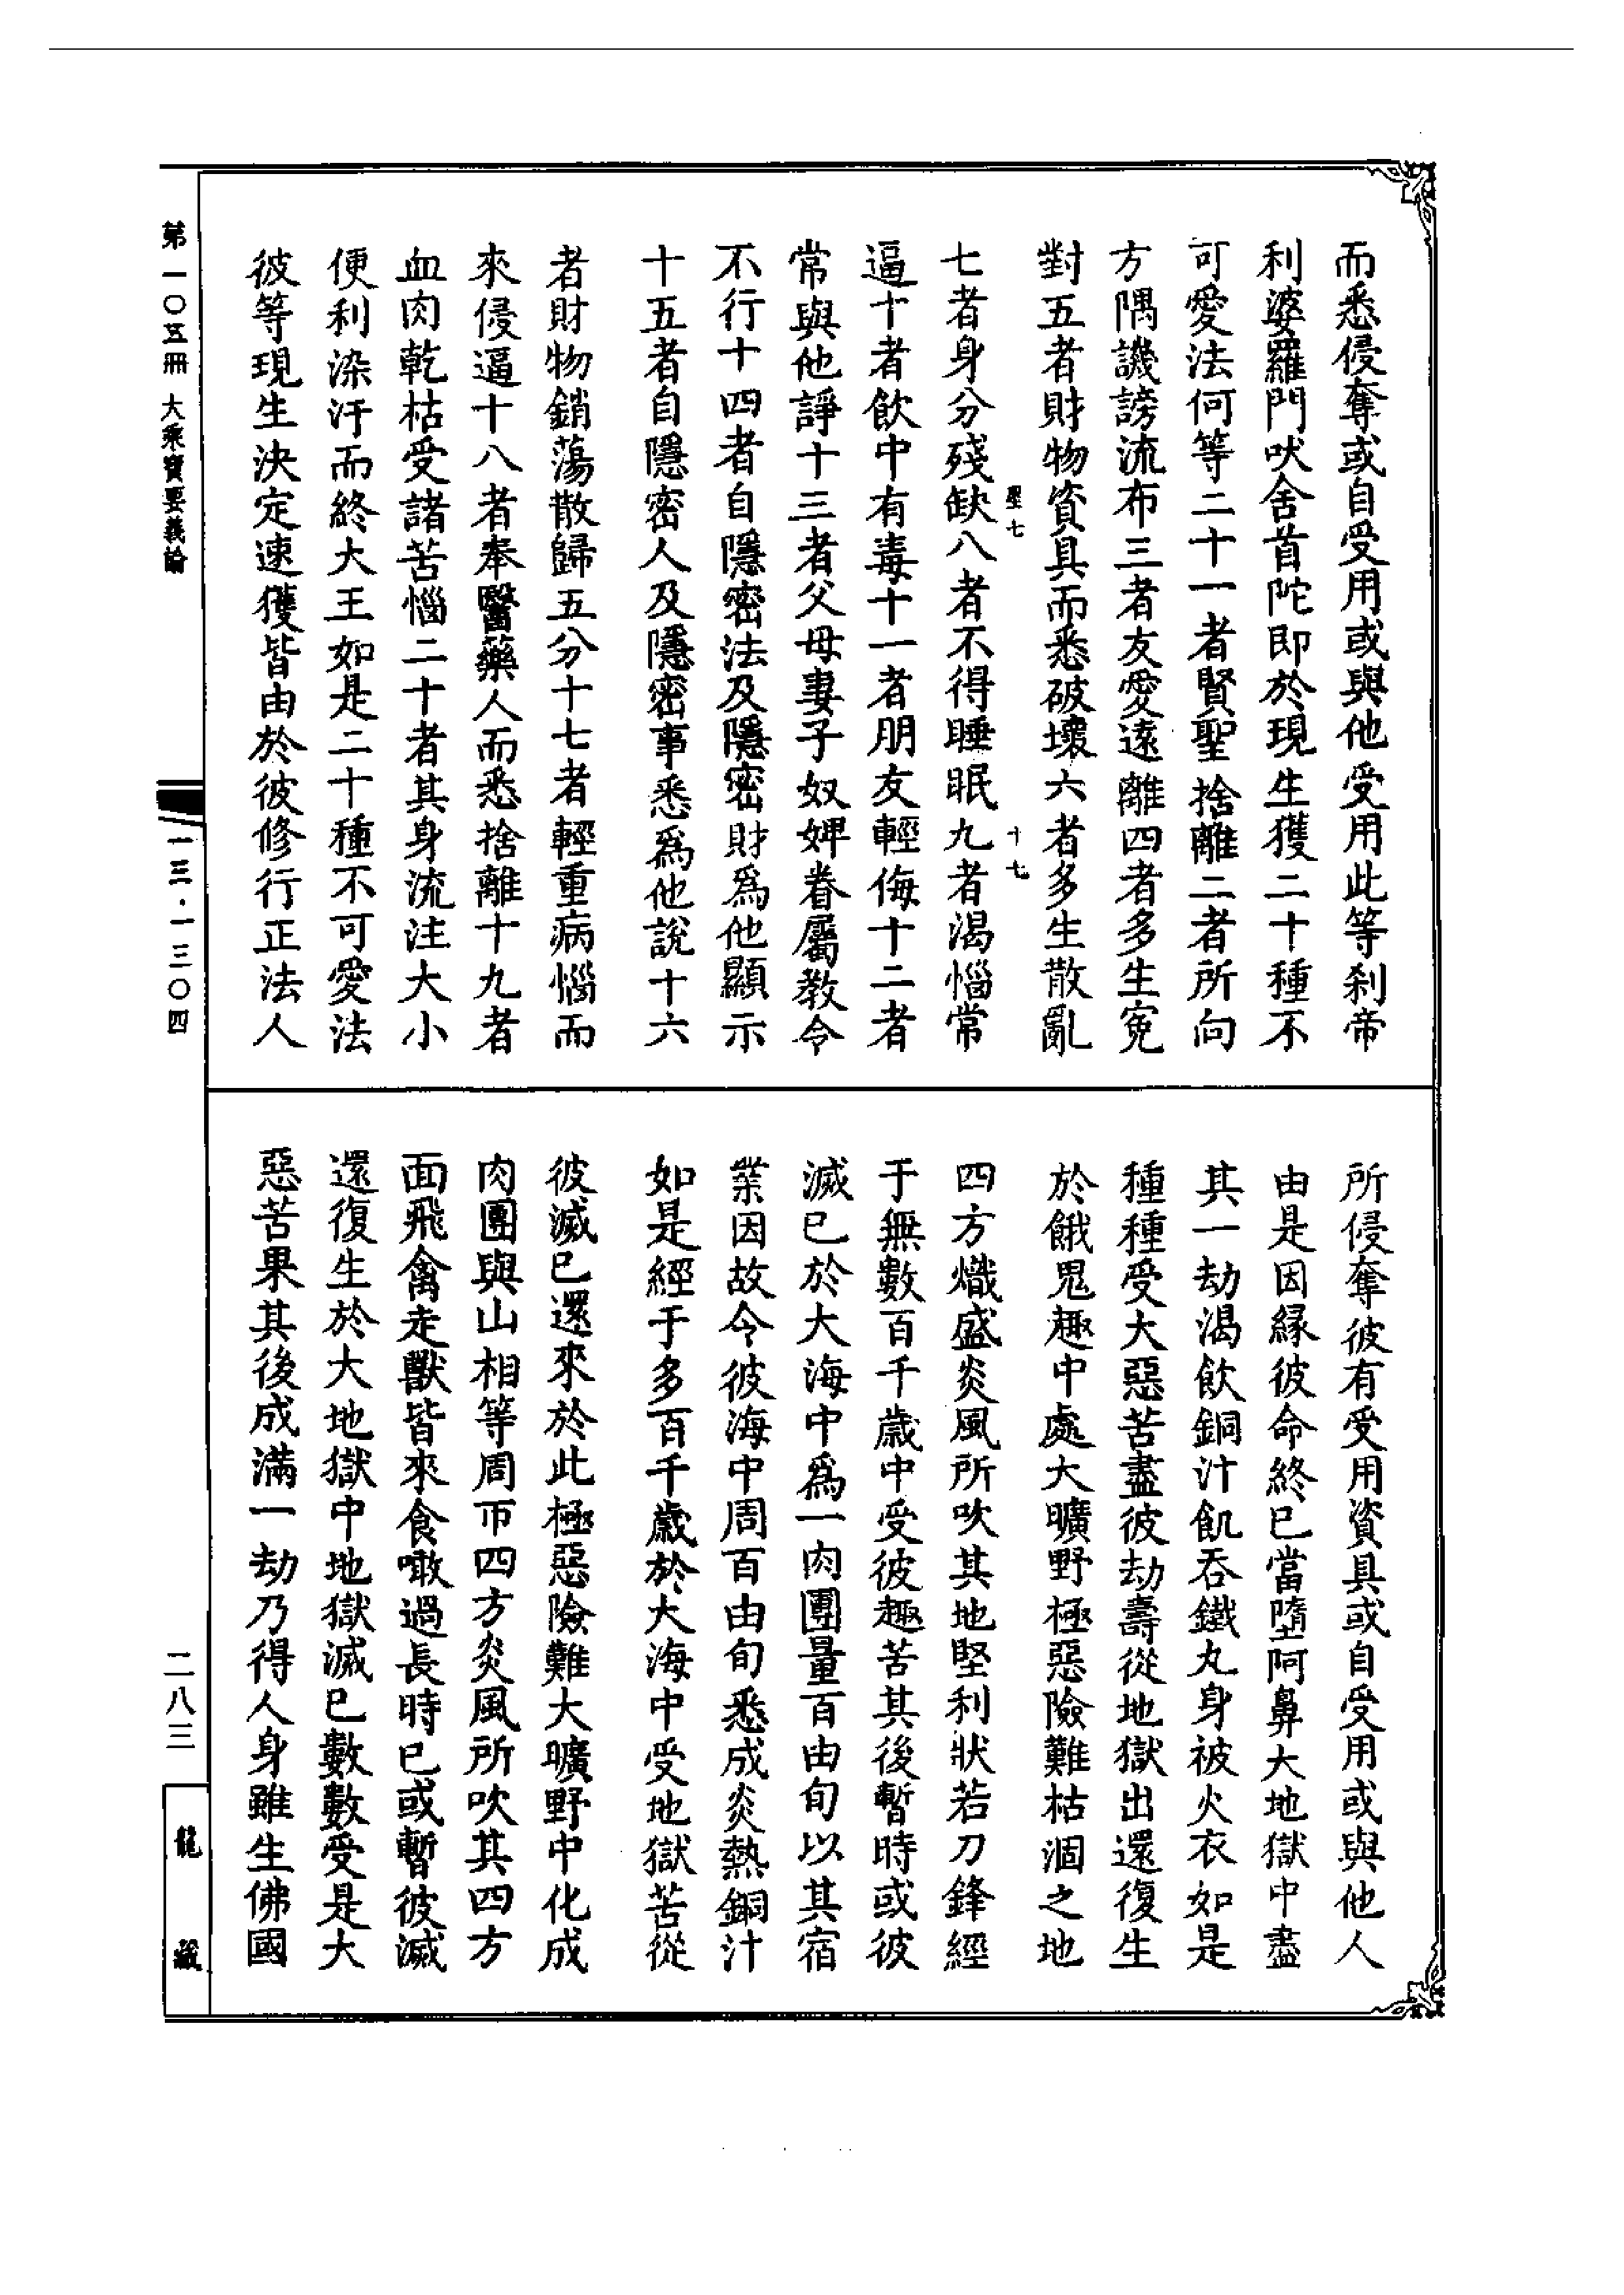 而悉侵奪或自受用或與他受用此等刹帝
利婆羅門吠舍首陀即於現生獲二十種不
可愛法何等二十一者賢聖捨離二者所向
方隅譏謗流布三者友愛遠離四者多生寃
對五者財物資具而悉破壞六者多生散亂
壁七
十七
七者身分殘缺八者不得睡眠九者渴惱常
逼十者飲中有毒十一者朋友輕侮十二者
常與他諍十三者父母妻子奴婢眷屬教令
不行十四者自隱密法及隱密財爲他顯示
十五者自隱密人及隱密事悉爲他說十六
者財物銷蕩散歸五分十七者輕重病惱而
來侵逼十八者奉醫藥人而悉捨離十九者
血肉乾枯受諸苦惱二十者其身流注大小
便利染汙而終大王如是二十種不可愛法
彼等現生決定速獲皆由於彼修行正法人
所侵奪彼有受用資具或自受用或與他人
由是因緣彼命終已當墮阿鼻大地獄中盡
其一劫渴飲銅汁飢吞鐵丸身被火衣如是
種種受大惡苦盡彼劫壽從地獄出還復生
於餓鬼趣中處大曠野極惡險難枯涸之地
四方熾盛炎風所吹其地堅利狀若刀鋒經
于無數百千歲中受彼趣苦其後暫時或彼
滅已於大海中爲一肉團量百由旬以其宿
業因故令彼海中周百由旬悉成炎熱銅汁
如是經于多百千歲於大海中受地獄苦從
彼滅已還來於此極惡險難大曠野中化成
肉團與山相等周帀四方炎風所吹其四方
面飛禽走獸皆來食噉過長時已或暫彼滅
還復生於大地獄中地獄滅已數數受是大
惡苦果其後成滿一劫乃得人身雖生佛國
第一〇五冊 大乘寶要義論
一三·一三〇四
二八三
龍藏